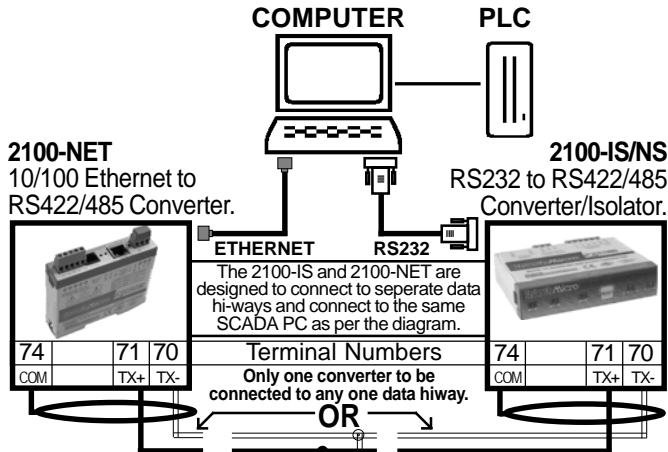 COMPUTER PLC
2100-NET
10/100 Ethernet to
RS422/485 Converter.
2100-IS/NS
RS232 to RS422/485
Converter/Isolator.
ETHERNET RS232
The 2100-IS and 2100-NET are
designed to connect to seperate data
hi-ways and connect to the same
SCADA PC as per the diagram.
74 71 70 Terminal Numbers 74 71 70
COM TX+ TX- COM TX+ TX-
Only one converter to be
connected to any one data hiway.
OR